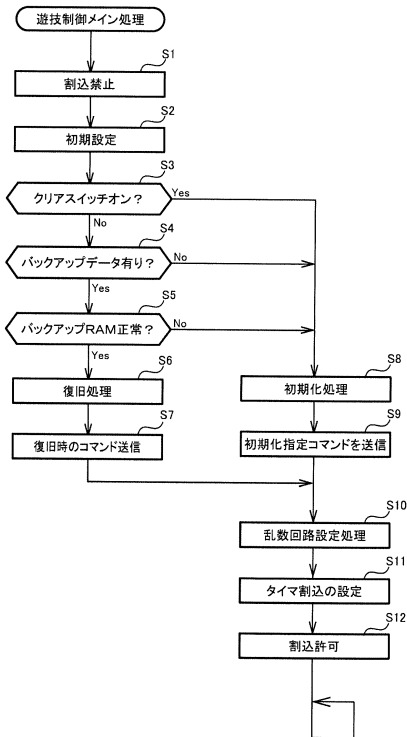 遊技制御メイン処理
S1
割込禁止
S2
初期設定
S3
クリアスイッチオン?
Yes
No
S4
バックアップデータ有り?
No
Yes
S5
バックアップRAM正常?
No
Yes
S6
復旧処理
S7
復旧時のコマンド送信
S8
初期化処理
S9
初期化指定コマンドを送信
S10
乱数回路設定処理
S11
タイマ割込の設定
S12
割込許可